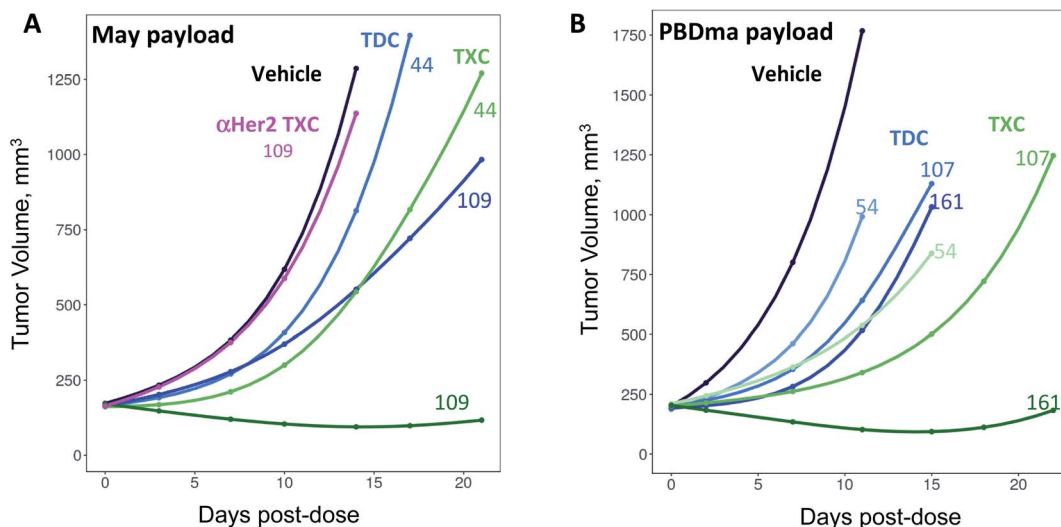 A
May payload
TDC
44
TXC
44
Vehicle
αHer2 TXC
109
109
109
1250
1000
750
500
250
0
Tumor Volume, mm³
0
5
10
15
20
Days post-dose
B
PBDma payload
Vehicle
TDC
107
161
54
54
TXC
107
161
1750
1500
1250
1000
750
500
250
0
Tumor Volume, mm³
0
5
10
15
20
Days post-dose